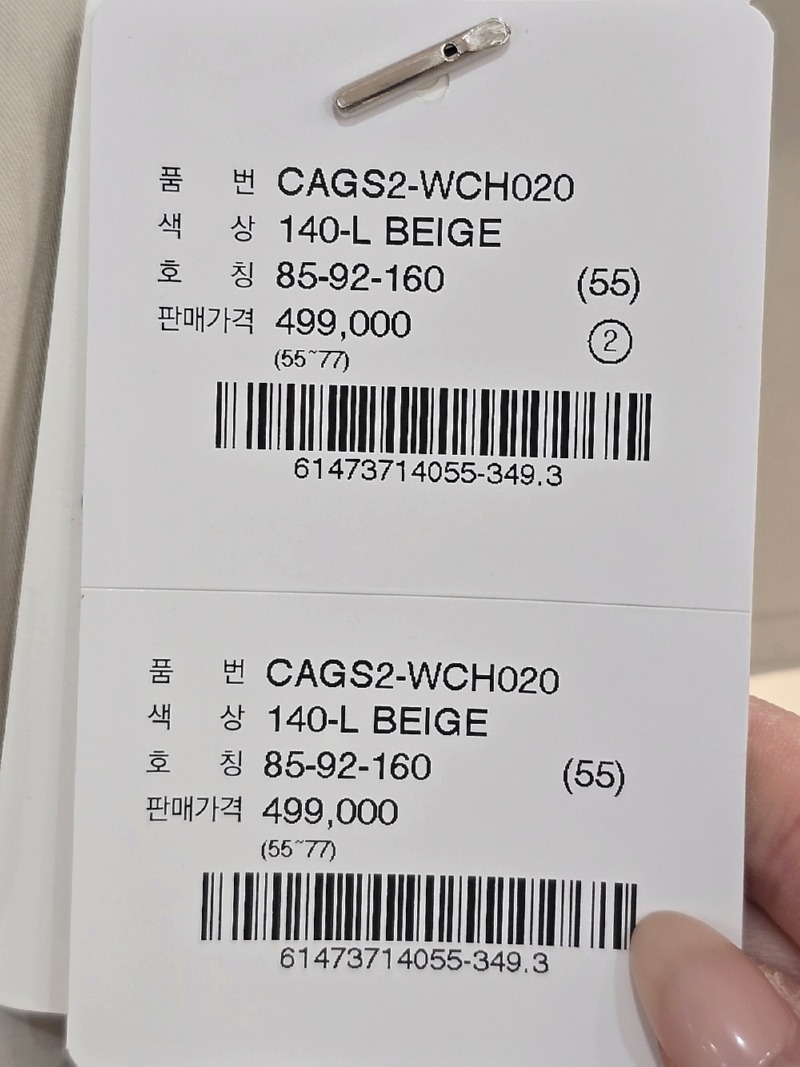 품 번 CAGS2-WCH020
색 상 140-L BEIGE
호 칭 85-92-160 (55)
판매가격 499,000 ②
(55~77)
61473714055-349.3
품 번 CAGS2-WCH020
색 상 140-L BEIGE
호 칭 85-92-160 (55)
판매가격 499,000
(55~77)
61473714055-349.3